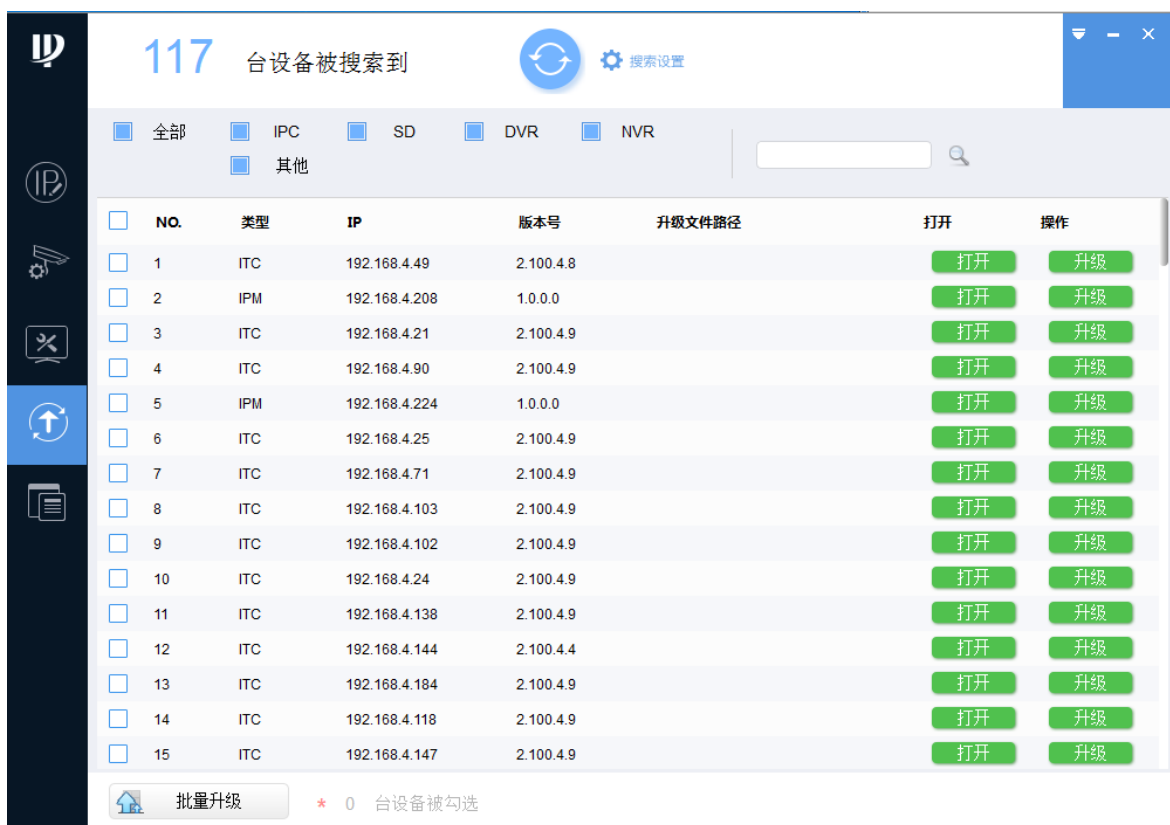 117 台设备被搜索到 搜索设置
全部 IPC SD DVR NVR
其他
NO. 类型 IP 版本号 升级文件路径 打开 操作
1 ITC 192.168.4.49 2.100.4.8 打开 升级
2 IPM 192.168.4.208 1.0.0.0 打开 升级
3 ITC 192.168.4.21 2.100.4.9 打开 升级
4 ITC 192.168.4.90 2.100.4.9 打开 升级
5 IPM 192.168.4.224 1.0.0.0 打开 升级
6 ITC 192.168.4.25 2.100.4.9 打开 升级
7 ITC 192.168.4.71 2.100.4.9 打开 升级
8 ITC 192.168.4.103 2.100.4.9 打开 升级
9 ITC 192.168.4.102 2.100.4.9 打开 升级
10 ITC 192.168.4.24 2.100.4.9 打开 升级
11 ITC 192.168.4.138 2.100.4.9 打开 升级
12 ITC 192.168.4.144 2.100.4.4 打开 升级
13 ITC 192.168.4.184 2.100.4.9 打开 升级
14 ITC 192.168.4.118 2.100.4.9 打开 升级
15 ITC 192.168.4.147 2.100.4.9 打开 升级
批量升级 * 0 台设备被勾选
IP